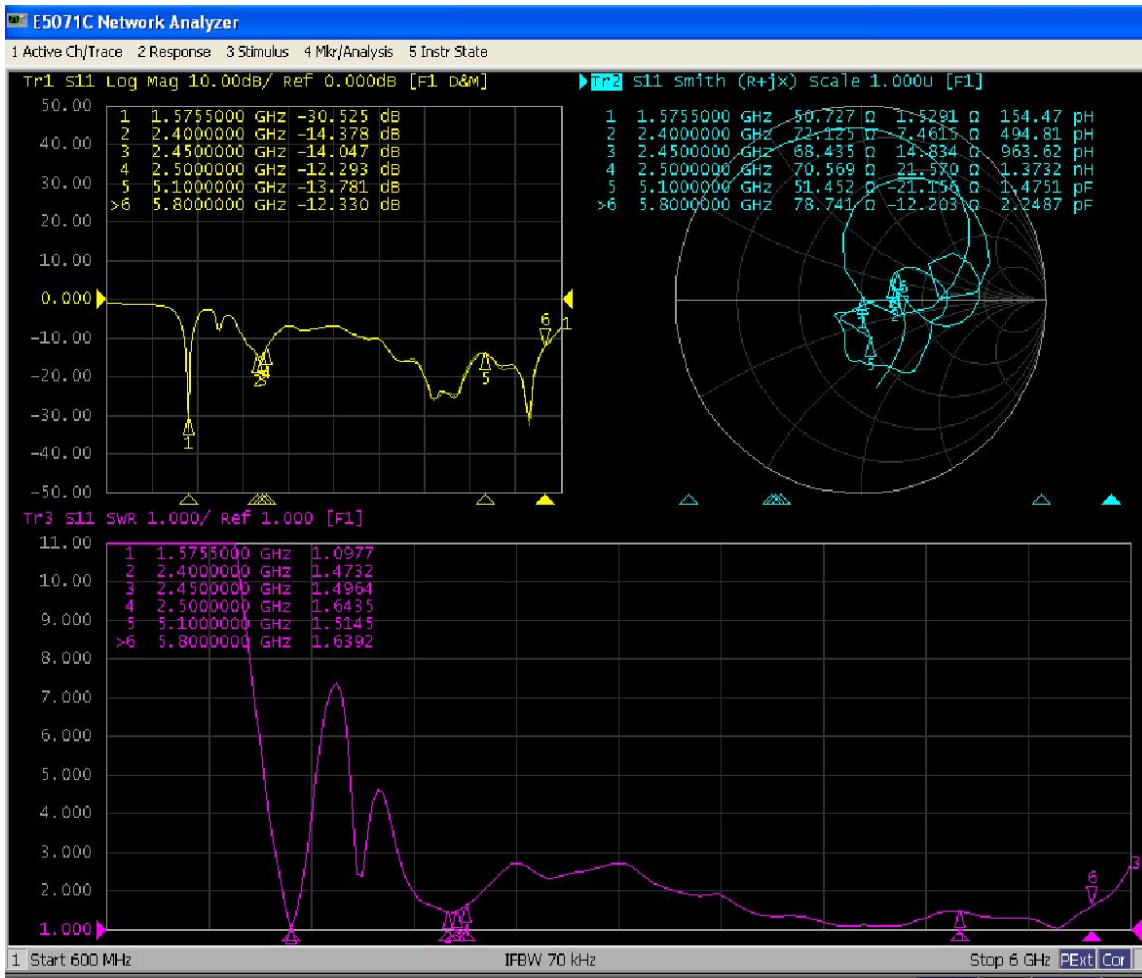 E5071C Network Analyzer
1 Active Ch/Trace 2 Response 3 Stimulus 4 Mkr/Analysis 5 Instr State
Tr1 S11 Log Mag 10.00dB/ Ref 0.000dB [F1 D&M]
50.00
40.00
30.00
20.00
10.00
0.000
-10.00
-20.00
-30.00
-40.00
-50.00
1 1.5755000 GHz -30.525 dB
2 2.4000000 GHz -14.378 dB
3 2.4500000 GHz -14.047 dB
4 2.5000000 GHz -12.293 dB
5 5.1000000 GHz -13.781 dB
>6 5.8000000 GHz -12.330 dB
1
5
6
1
Tr2 S11 Smith (R+jX) Scale 1.000U [F1]
1 1.5755000 GHz 50.727 Ω 1.5291 Ω 154.47 pH
2 2.4000000 GHz 72.125 Ω 7.4615 Ω 494.81 pH
3 2.4500000 GHz 68.435 Ω 14.834 Ω 963.62 pH
4 2.5000000 GHz 70.569 Ω 21.570 Ω 1.3732 nH
5 5.1000000 GHz 51.452 Ω -21.156 Ω 1.4751 pF
>6 5.8000000 GHz 78.741 Ω -12.203 Ω 2.2487 pF
5
Tr3 S11 SWR 1.000/ Ref 1.000 [F1]
11.00
10.00
9.000
8.000
7.000
6.000
5.000
4.000
3.000
2.000
1.000
1 1.5755000 GHz 1.0977
2 2.4000000 GHz 1.4732
3 2.4500000 GHz 1.4964
4 2.5000000 GHz 1.6435
5 5.1000000 GHz 1.5145
>6 5.8000000 GHz 1.6392
6
3
1 Start 600 MHz IFBW 70 kHz Stop 6 GHz PExt Cor